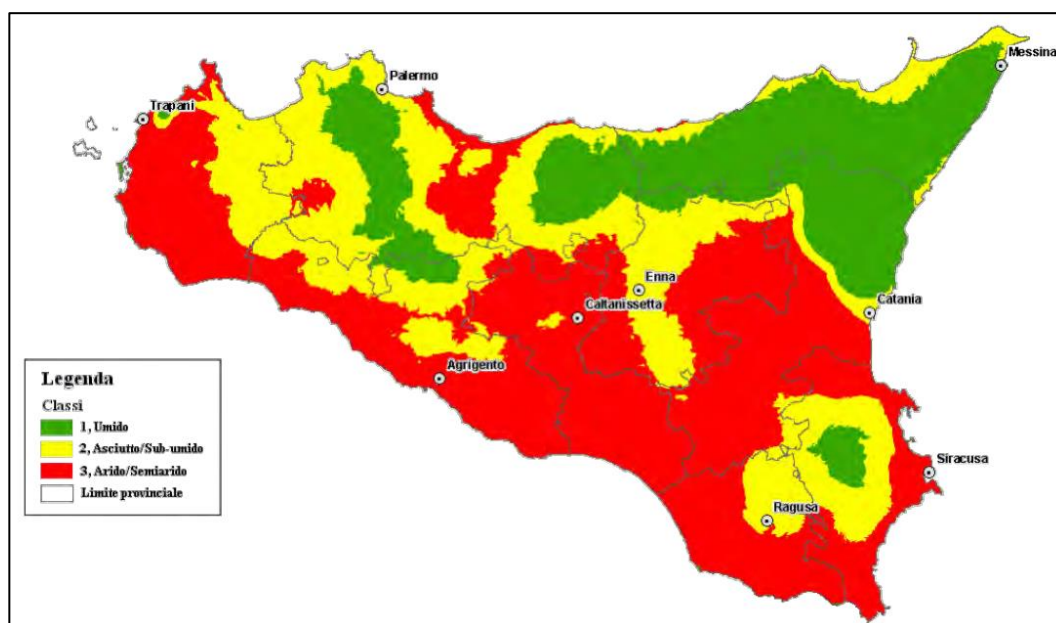 Messina
Palermo
Trapani
Enna
Caltanissetta
Catania
Agrigento
Siracusa
Ragusa
Legenda
Classi
1, Umido
2, Asciutto/Sub-umido
3, Arido/Semiarido
Limite provinciale